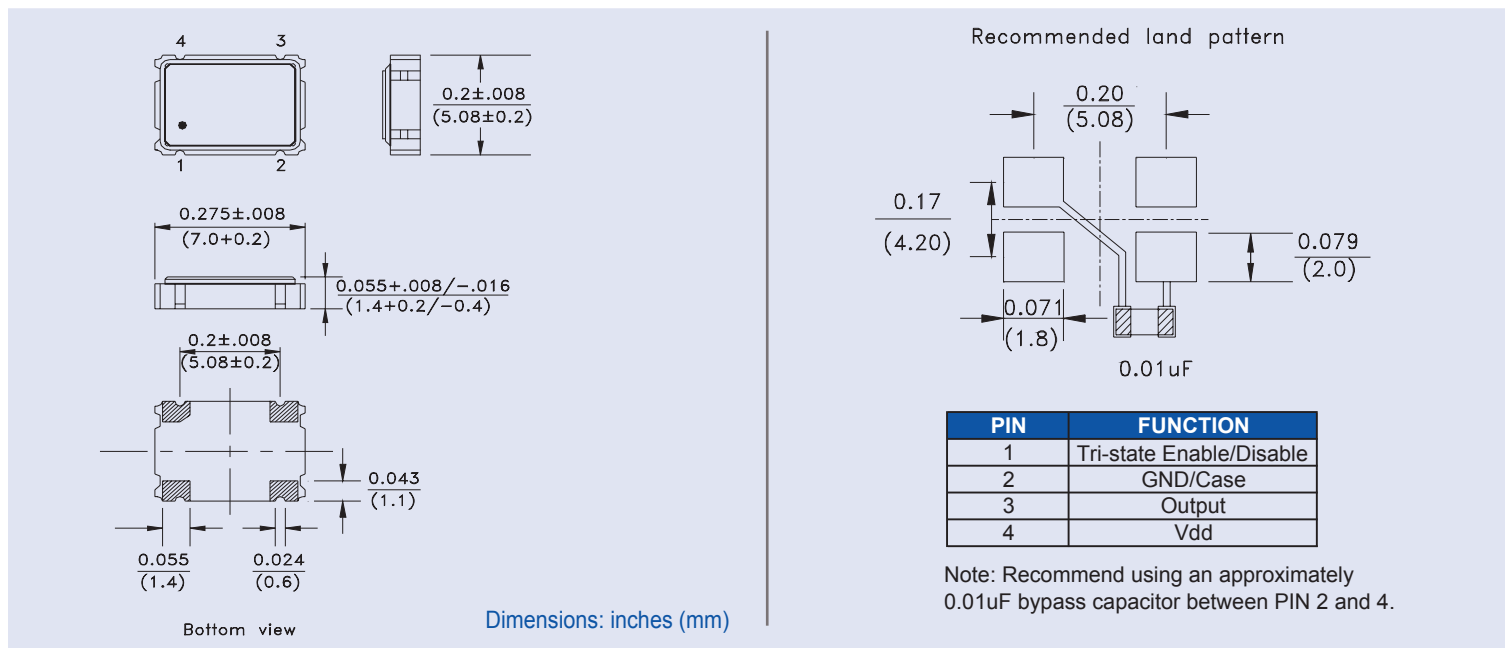 4 3
1 2
0.2±.008
(5.08±0.2)
0.275±.008
(7.0+0.2)
0.055+.008/-.016
(1.4+0.2/-0.4)
0.2±.008
(5.08±0.2)
0.043
(1.1)
0.055
(1.4)
0.024
(0.6)
Bottom view
Dimensions: inches (mm)
Recommended land pattern
0.20
(5.08)
0.17
(4.20)
0.079
(2.0)
0.071
(1.8)
0.01uF
PIN FUNCTION
1 Tri-state Enable/Disable
2 GND/Case
3 Output
4 Vdd
Note: Recommend using an approximately
0.01uF bypass capacitor between PIN 2 and 4.